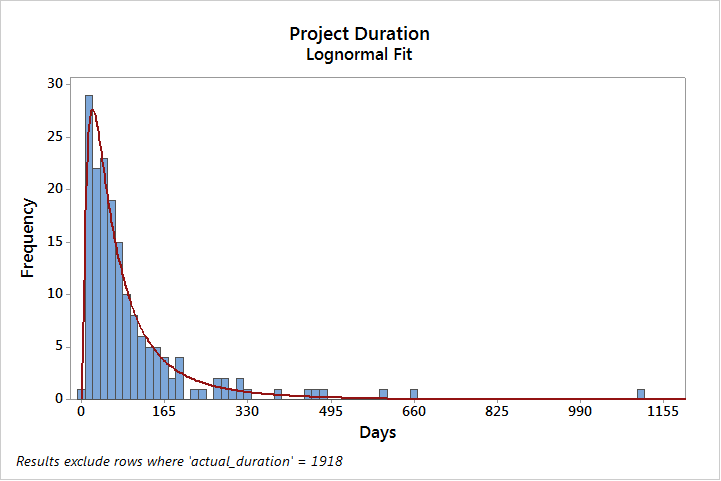 Project Duration
Lognormal Fit
30
25
20
15
10
5
0
Frequency
0 165 330 495 660 825 990 1155
Days
Results exclude rows where 'actual_duration' = 1918